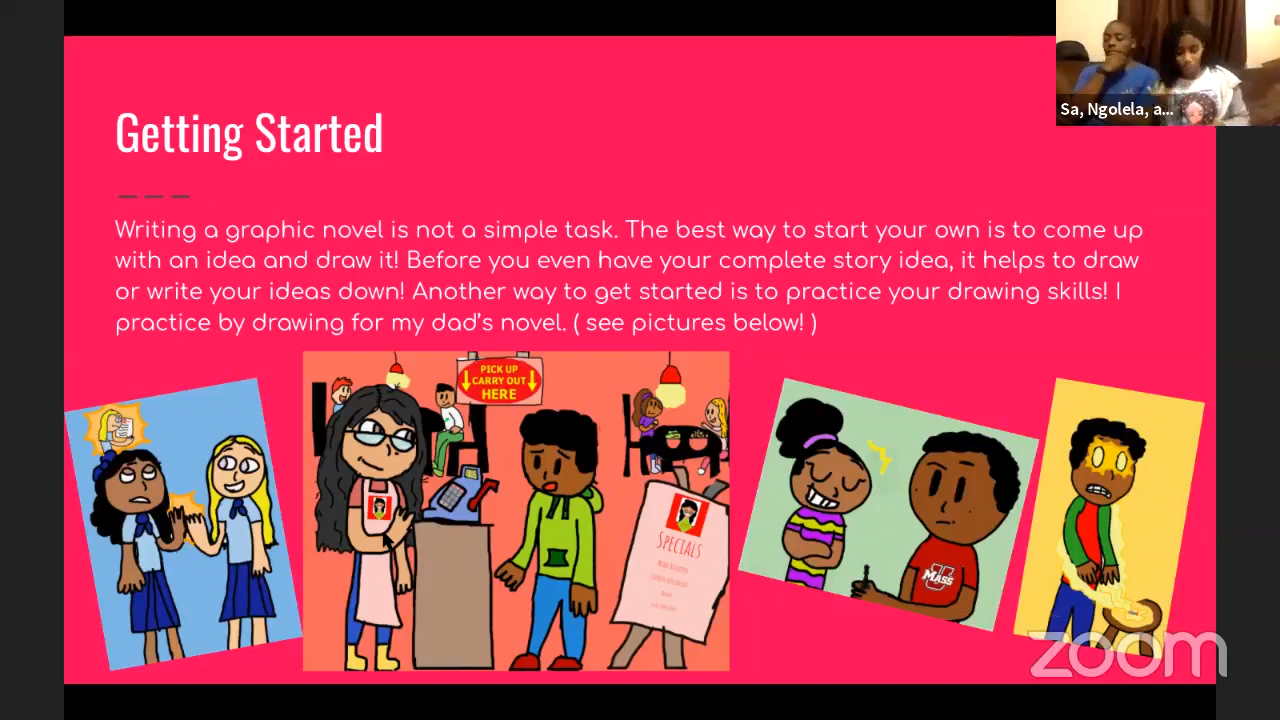 Sa, Ngolela, a...
Getting Started
Writing a graphic novel is not a simple task. The best way to start your own is to come up
with an idea and draw it! Before you even have your complete story idea, it helps to draw
or write your ideas down! Another way to get started is to practice your drawing skills! I
practice by drawing for my dad's novel. ( see pictures below! )
PICK UP
CARRY OUT
HERE
SPECIALS
U
MASS
zoom